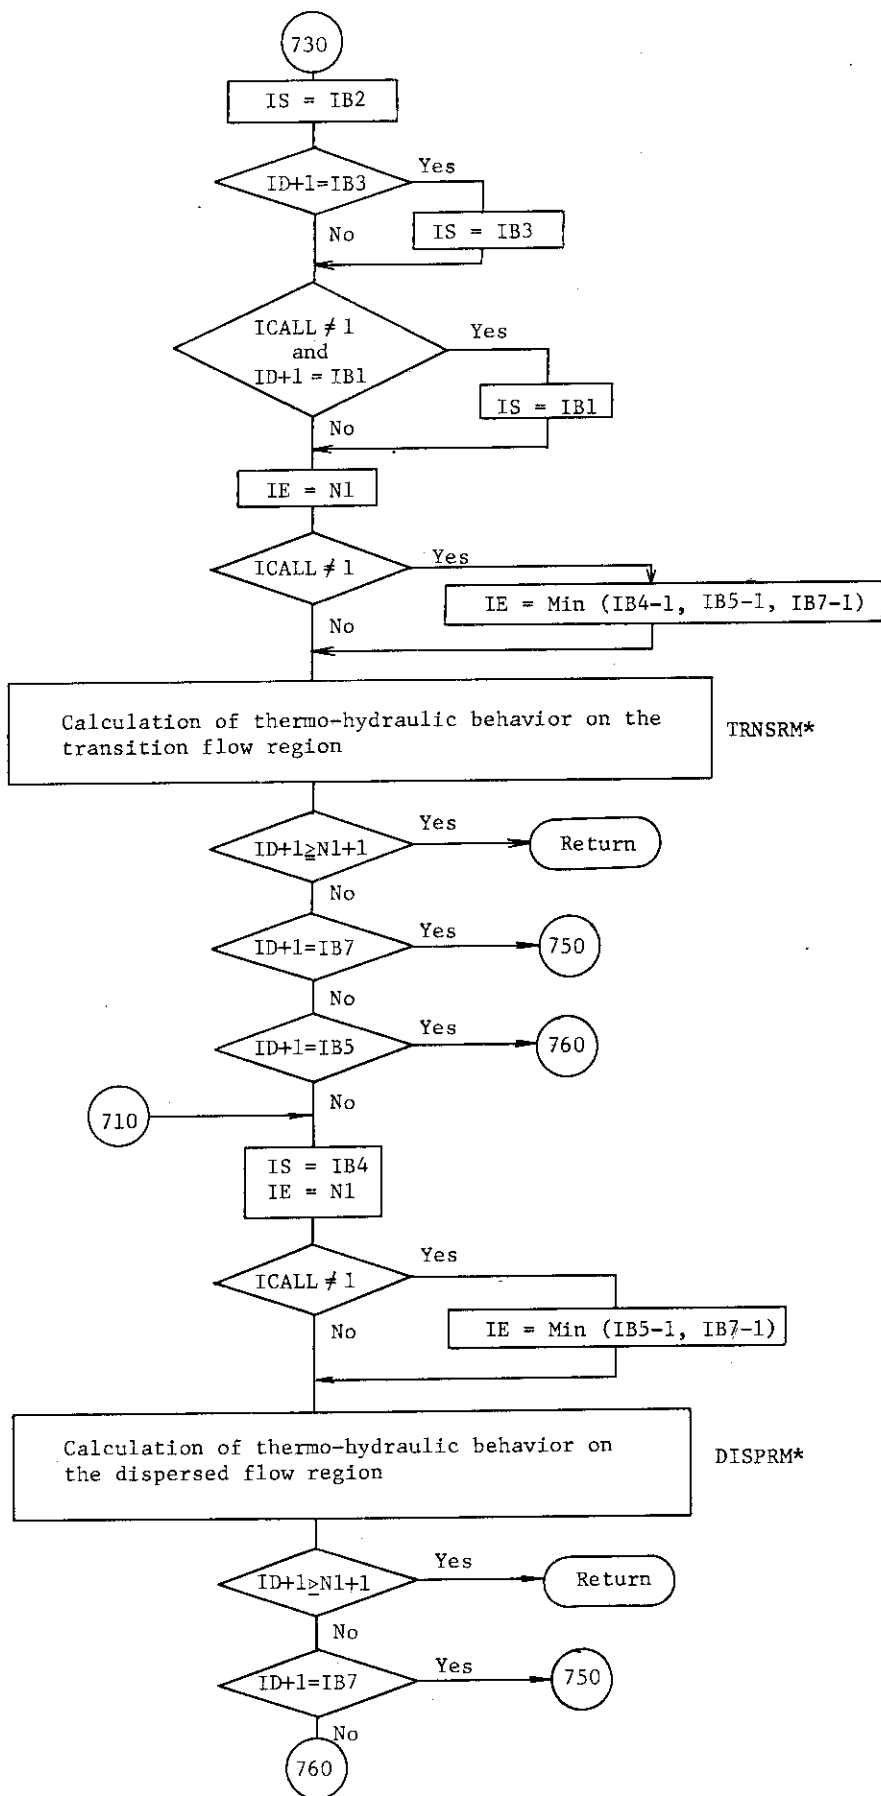 730
IS = IB2
ID+1=IB3
Yes
IS = IB3
No
ICALL ≠ 1
and
ID+1 = IB1
Yes
IS = IB1
No
IE = N1
ICALL ≠ 1
Yes
IE = Min (IB4-1, IB5-1, IB7-1)
No
Calculation of thermo-hydraulic behavior on the
transition flow region
TRNSRM*
ID+1≧N1+1
Yes
Return
No
ID+1=IB7
Yes
750
No
ID+1=IB5
Yes
760
No
710
IS = IB4
IE = N1
ICALL ≠ 1
Yes
IE = Min (IB5-1, IB7-1)
No
Calculation of thermo-hydraulic behavior on
the dispersed flow region
DISPRM*
ID+1≧N1+1
Yes
Return
No
ID+1=IB7
Yes
750
No
760